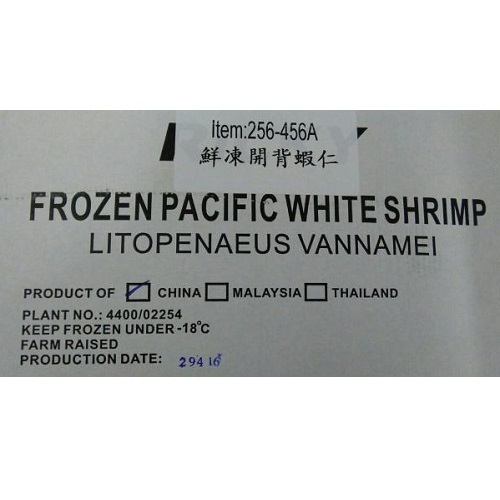 Item:256-456A
鮮凍開背蝦仁
FROZEN PACIFIC WHITE SHRIMP
LITOPENAEUS VANNAMEI
PRODUCT OF CHINA MALAYSIA THAILAND
PLANT NO.: 4400/02254
KEEP FROZEN UNDER -18°C
FARM RAISED
PRODUCTION DATE: 29416